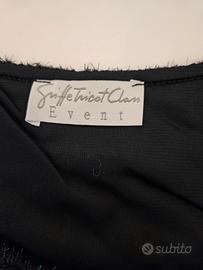 Griffe Tricot Clan
Event
subito